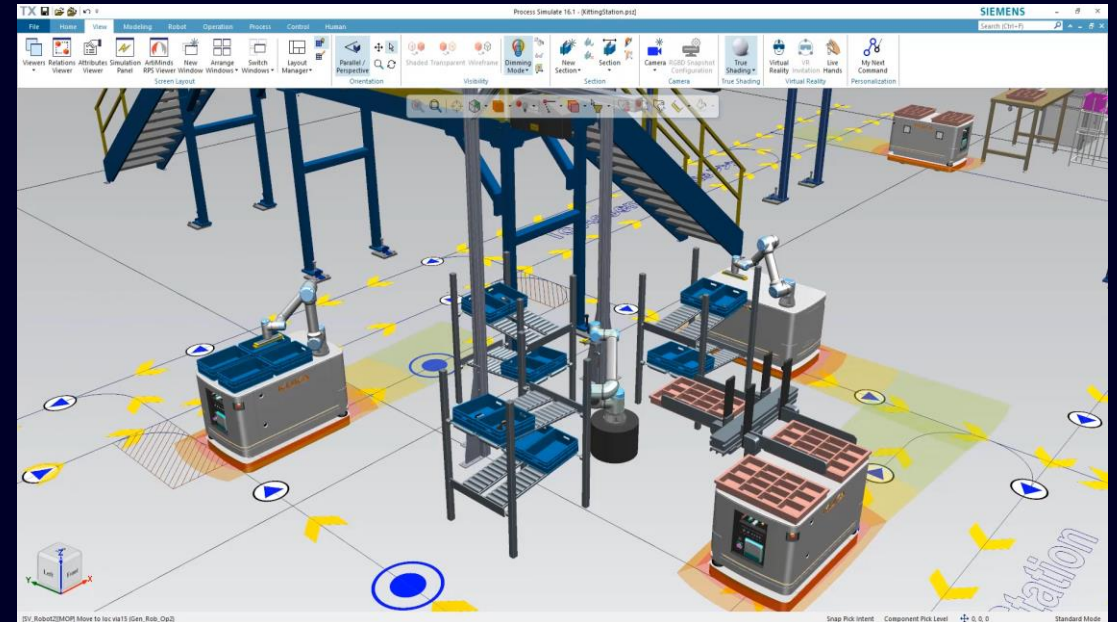 TX
Process Simulate 16.1 - [KittingStation.psz]
SIEMENS
File Home View Modeling Robot Operation Process Control Human
Search (Ctrl+F)
Viewers Relations Viewer Attributes Viewer Simulation Panel ArtiMinds RPS Viewer New Window Arrange Windows Switch Windows Layout Manager Parallel / Perspective Shaded Transparent Wireframe Dimming Mode New Section Section Camera RGBD Snapshot Configuration True Shading Virtual Reality VR Invitation Live Hands My Next Command
Screen Layout Orientation Visibility Section Camera True Shading Virtual Reality Personalization
Left Front
Z
Y X
Station
[SV_Robot2][MOP] Move to loc via15 (Gen_Rob_Op2)
Snap Pick Intent Component Pick Level 0, 0, 0 Standard Mode